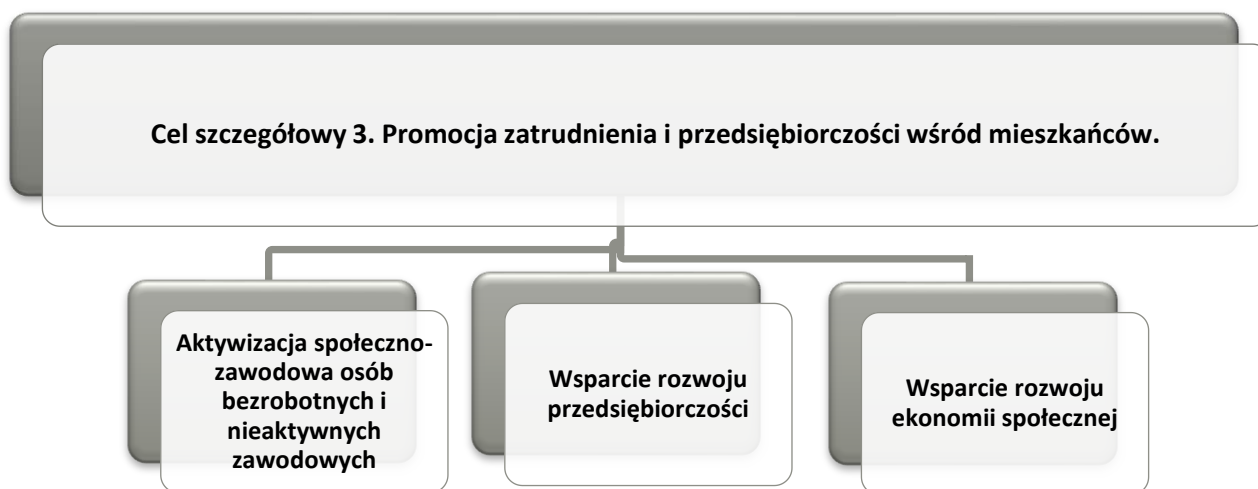 Cel szczegółowy 3. Promocja zatrudnienia i przedsiębiorczości wśród mieszkańców.
Aktywizacja społeczno-
zawodowa osób
bezrobotnych i
nieaktywnych
zawodowych
Wsparcie rozwoju
przedsiębiorczości
Wsparcie rozwoju
ekonomii społecznej